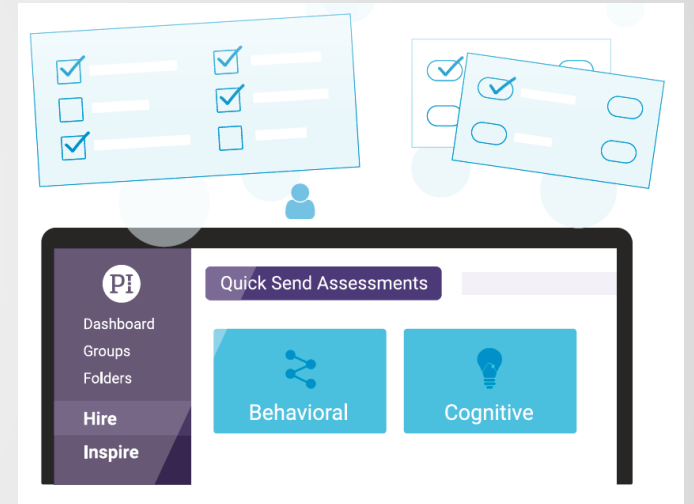 PI
Quick Send Assessments
Dashboard
Groups
Folders
Hire
Inspire
Behavioral
Cognitive